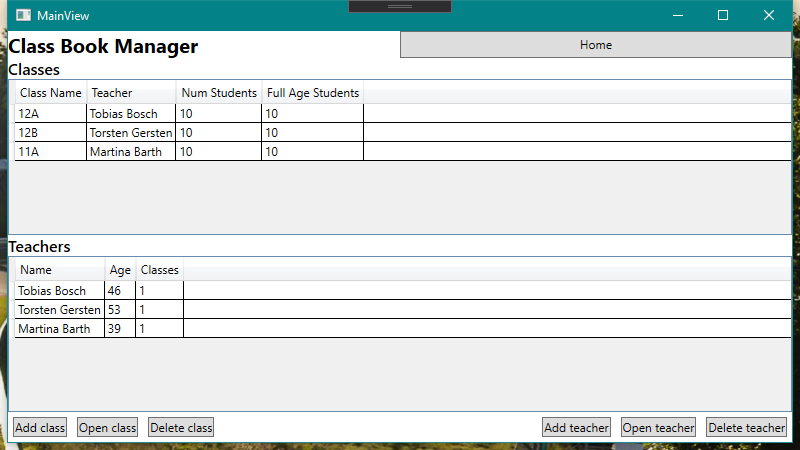 MainView
Class Book Manager Home
Classes
Class Name Teacher Num Students Full Age Students
12A Tobias Bosch 10 10
12B Torsten Gersten 10 10
11A Martina Barth 10 10
Teachers
Name Age Classes
Tobias Bosch 46 1
Torsten Gersten 53 1
Martina Barth 39 1
Add class Open class Delete class Add teacher Open teacher Delete teacher